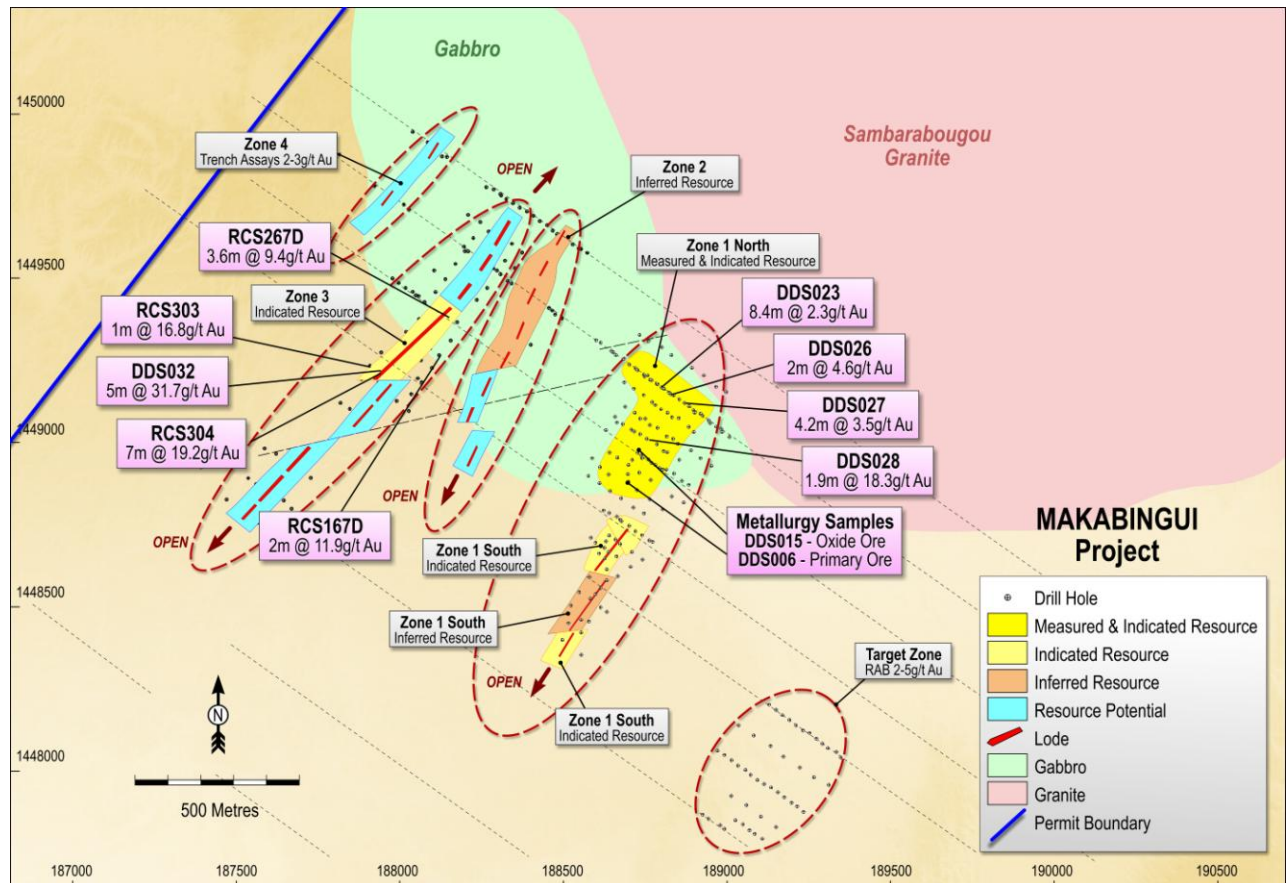 Gabbro
Sambarabougou
Granite
1450000
1449500
1449000
1448500
1448000
Zone 4
Trench Assays 2-3g/t Au
OPEN
Zone 2
Inferred Resource
RCS267D
3.6m @ 9.4g/t Au
Zone 1 North
Measured & Indicated Resource
Zone 3
Indicated Resource
RCS303
1m @ 16.8g/t Au
DDS032
5m @ 31.7g/t Au
RCS304
7m @ 19.2g/t Au
DDS023
8.4m @ 2.3g/t Au
DDS026
2m @ 4.6g/t Au
DDS027
4.2m @ 3.5g/t Au
DDS028
1.9m @ 18.3g/t Au
OPEN
OPEN
RCS167D
2m @ 11.9g/t Au
Metallurgy Samples
DDS015 - Oxide Ore
DDS006 - Primary Ore
Zone 1 South
Indicated Resource
Zone 1 South
Inferred Resource
OPEN
Zone 1 South
Indicated Resource
Target Zone
RAB 2-5g/t Au
N
500 Metres
MAKABINGUI
Project
Drill Hole
Measured & Indicated Resource
Indicated Resource
Inferred Resource
Resource Potential
Lode
Gabbro
Granite
Permit Boundary
187000
187500
188000
188500
189000
189500
190000
190500